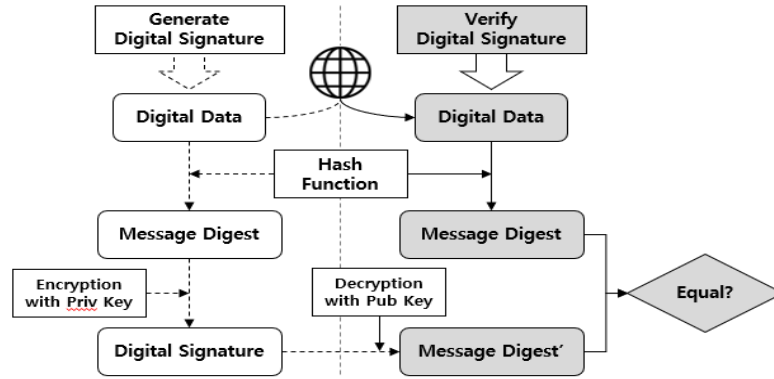 Generate
Digital Signature
Verify
Digital Signature
Digital Data
Digital Data
Hash
Function
Message Digest
Message Digest
Encryption
with Priv Key
Decryption
with Pub Key
Equal?
Digital Signature
Message Digest′